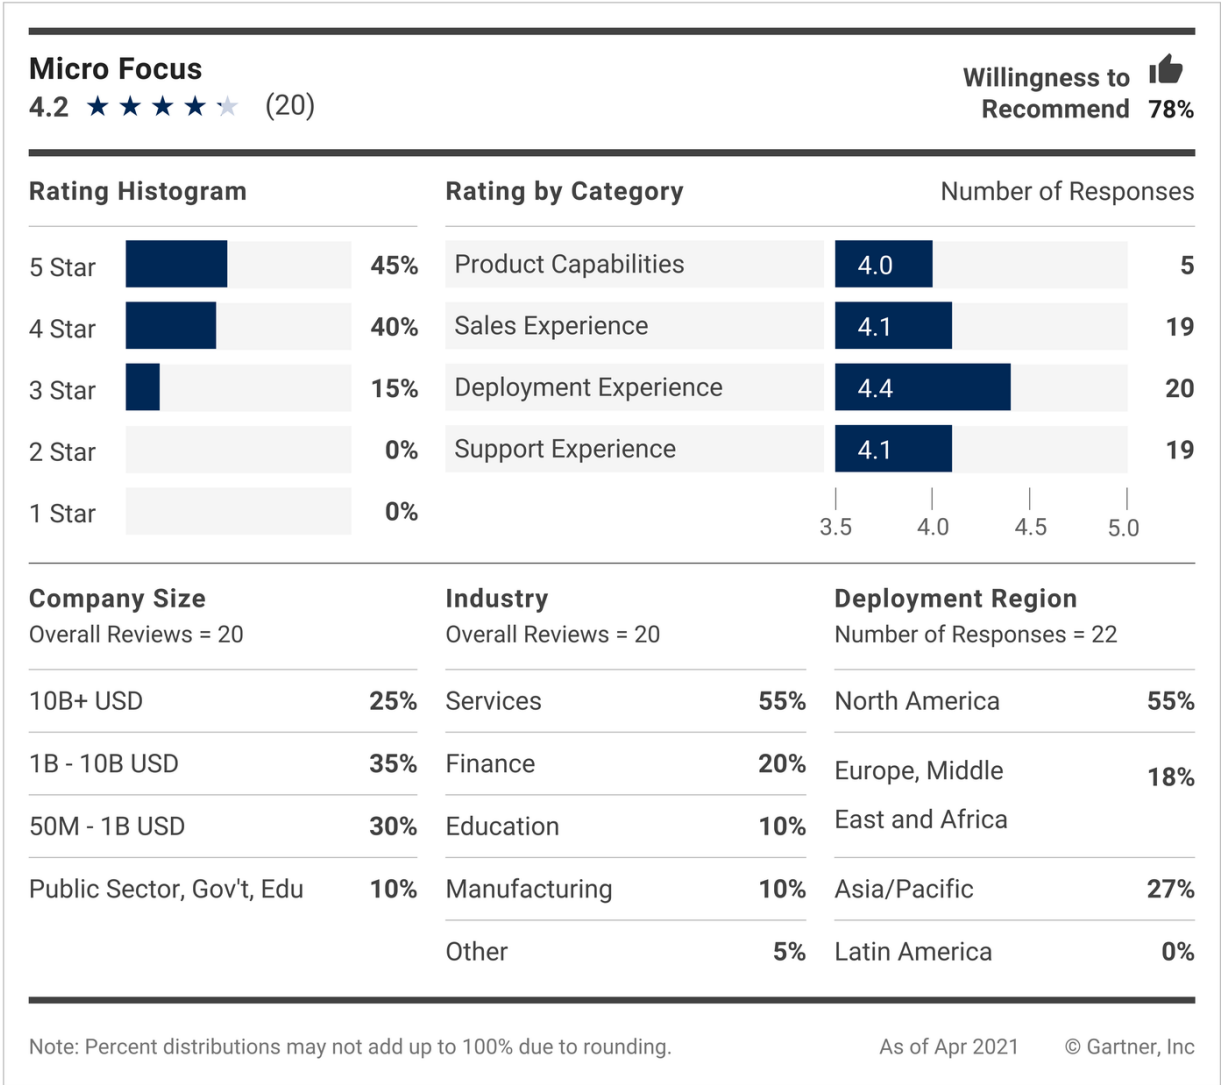 Micro Focus
4.2 (20)
Willingness to
Recommend 78%
Rating Histogram
5 Star 45%
4 Star 40%
3 Star 15%
2 Star 0%
1 Star 0%
Rating by Category Number of Responses
Product Capabilities 4.0 5
Sales Experience 4.1 19
Deployment Experience 4.4 20
Support Experience 4.1 19
3.5 4.0 4.5 5.0
Company Size
Overall Reviews = 20
10B+ USD 25%
1B - 10B USD 35%
50M - 1B USD 30%
Public Sector, Gov't, Edu 10%
Industry
Overall Reviews = 20
Services 55%
Finance 20%
Education 10%
Manufacturing 10%
Other 5%
Deployment Region
Number of Responses = 22
North America 55%
Europe, Middle 18%
East and Africa
Asia/Pacific 27%
Latin America 0%
Note: Percent distributions may not add up to 100% due to rounding. As of Apr 2021 © Gartner, Inc